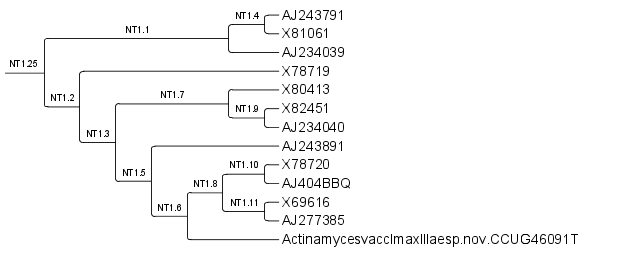 NT1.4 AJ243791
NT1.1 X81061
AJ234039
NT1.25 X78719
NT1.2 NT1.7 X80413
NT1.9 X82451
NT1.3 AJ234040
AJ243891
NT1.5 NT1.10 X78720
NT1.8 AJ404BBQ
NT1.11 X69616
NT1.6 AJ277385
ActinamycesvacclmaxIIIaesp.nov.CCUG46091T